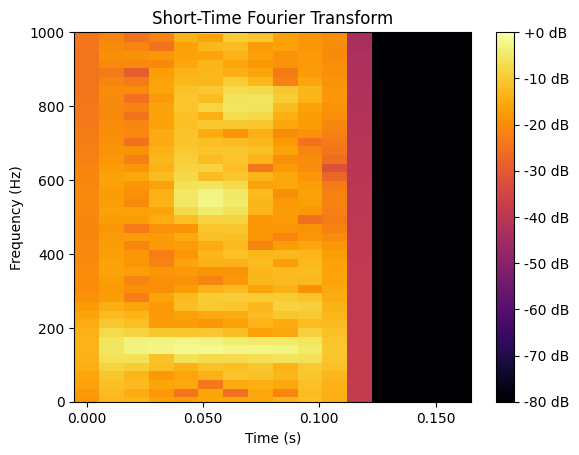 Short-Time Fourier Transform
Frequency (Hz)
1000
800
600
400
200
0
0.000
0.050
0.100
0.150
Time (s)
+0 dB
-10 dB
-20 dB
-30 dB
-40 dB
-50 dB
-60 dB
-70 dB
-80 dB